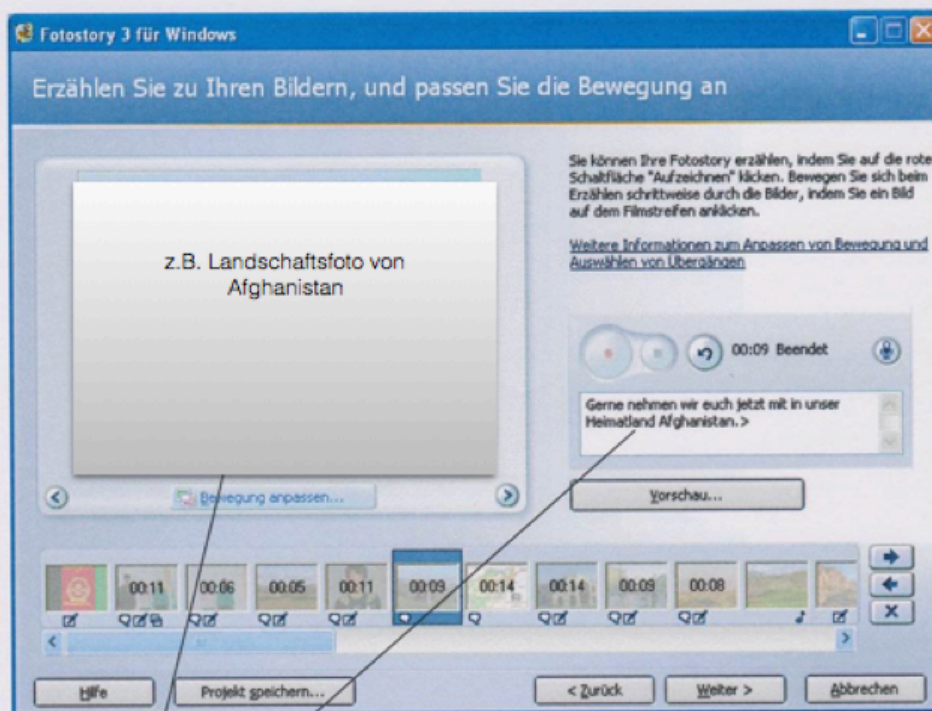 Fotostory 3 für Windows
Erzählen Sie zu Ihren Bildern, und passen Sie die Bewegung an
Sie können Ihre Fotostory erzählen, indem Sie auf die rote
Schaltfläche "Aufzeichnen" klicken. Bewegen Sie sich beim
Erzählen schrittweise durch die Bilder, indem Sie ein Bild
auf dem Filmstreifen anklicken.
Weitere Informationen zum Anpassen von Bewegung und
Auswählen von Übergängen
z.B. Landschaftsfoto von
Afghanistan
00:09 Beendet
Gerne nehmen wir euch jetzt mit in unser
Heimatland Afghanistan.>
Bewegung anpassen...
Vorschau...
00:11 00:06 00:05 00:11 00:09 00:14 00:14 00:09 00:08
Hilfe
Projekt speichern...
< Zurück
Weiter >
Abbrechen